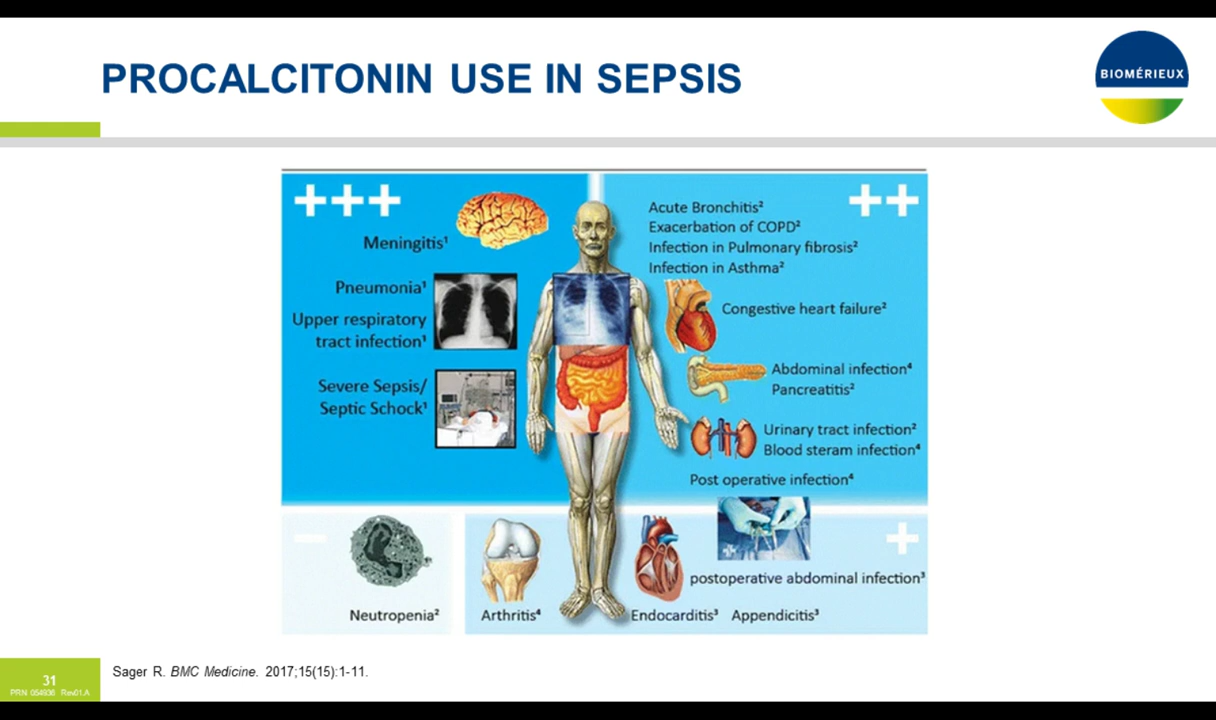 PROCALCITONIN USE IN SEPSIS
BIOMÉRIEUX
+++
Meningitis¹
Pneumonia¹
Upper respiratory
tract infection¹
Severe Sepsis/
Septic Schock¹
++
Acute Bronchitis²
Exacerbation of COPD²
Infection in Pulmonary fibrosis²
Infection in Asthma²
Congestive heart failure²
Abdominal infection⁴
Pancreatitis²
Urinary tract infection²
Blood steram infection⁴
Post operative infection⁴
−
Neutropenia²
+
Arthritis⁴
postoperative abdominal infection³
Endocarditis³ Appendicitis³
31
PRN 054936 Rev01.A
Sager R. BMC Medicine. 2017;15(15):1-11.